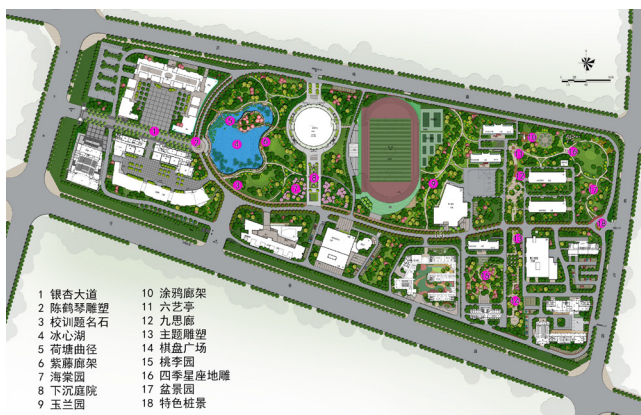 1 银杏大道
2 陈鹤琴雕塑
3 校训题名石
4 冰心湖
5 荷塘曲径
6 紫藤廊架
7 海棠园
8 下沉庭院
9 玉兰园
10 涂鸦廊架
11 六艺亭
12 九思廊
13 主题雕塑
14 棋盘广场
15 桃李园
16 四季星座地雕
17 盆景园
18 特色桩景